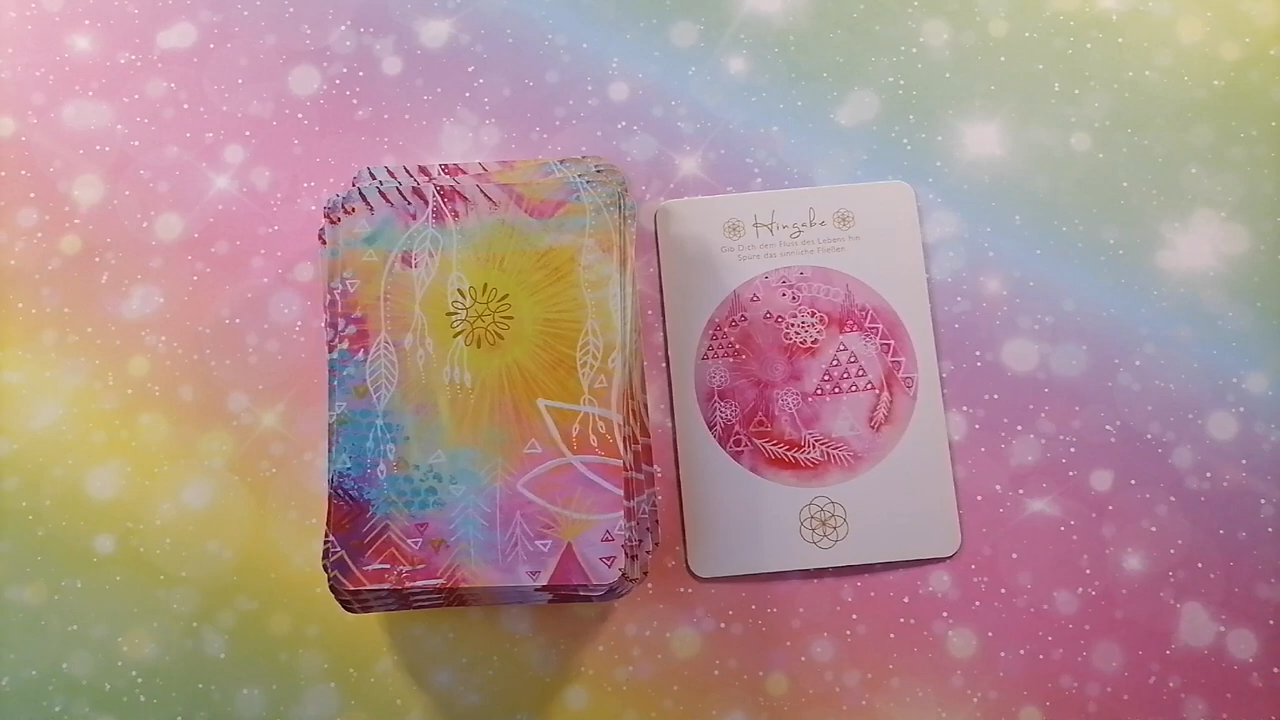 Hingabe
Gib Dich dem Fluss des Lebens hin
Spüre das sinnliche Fließen